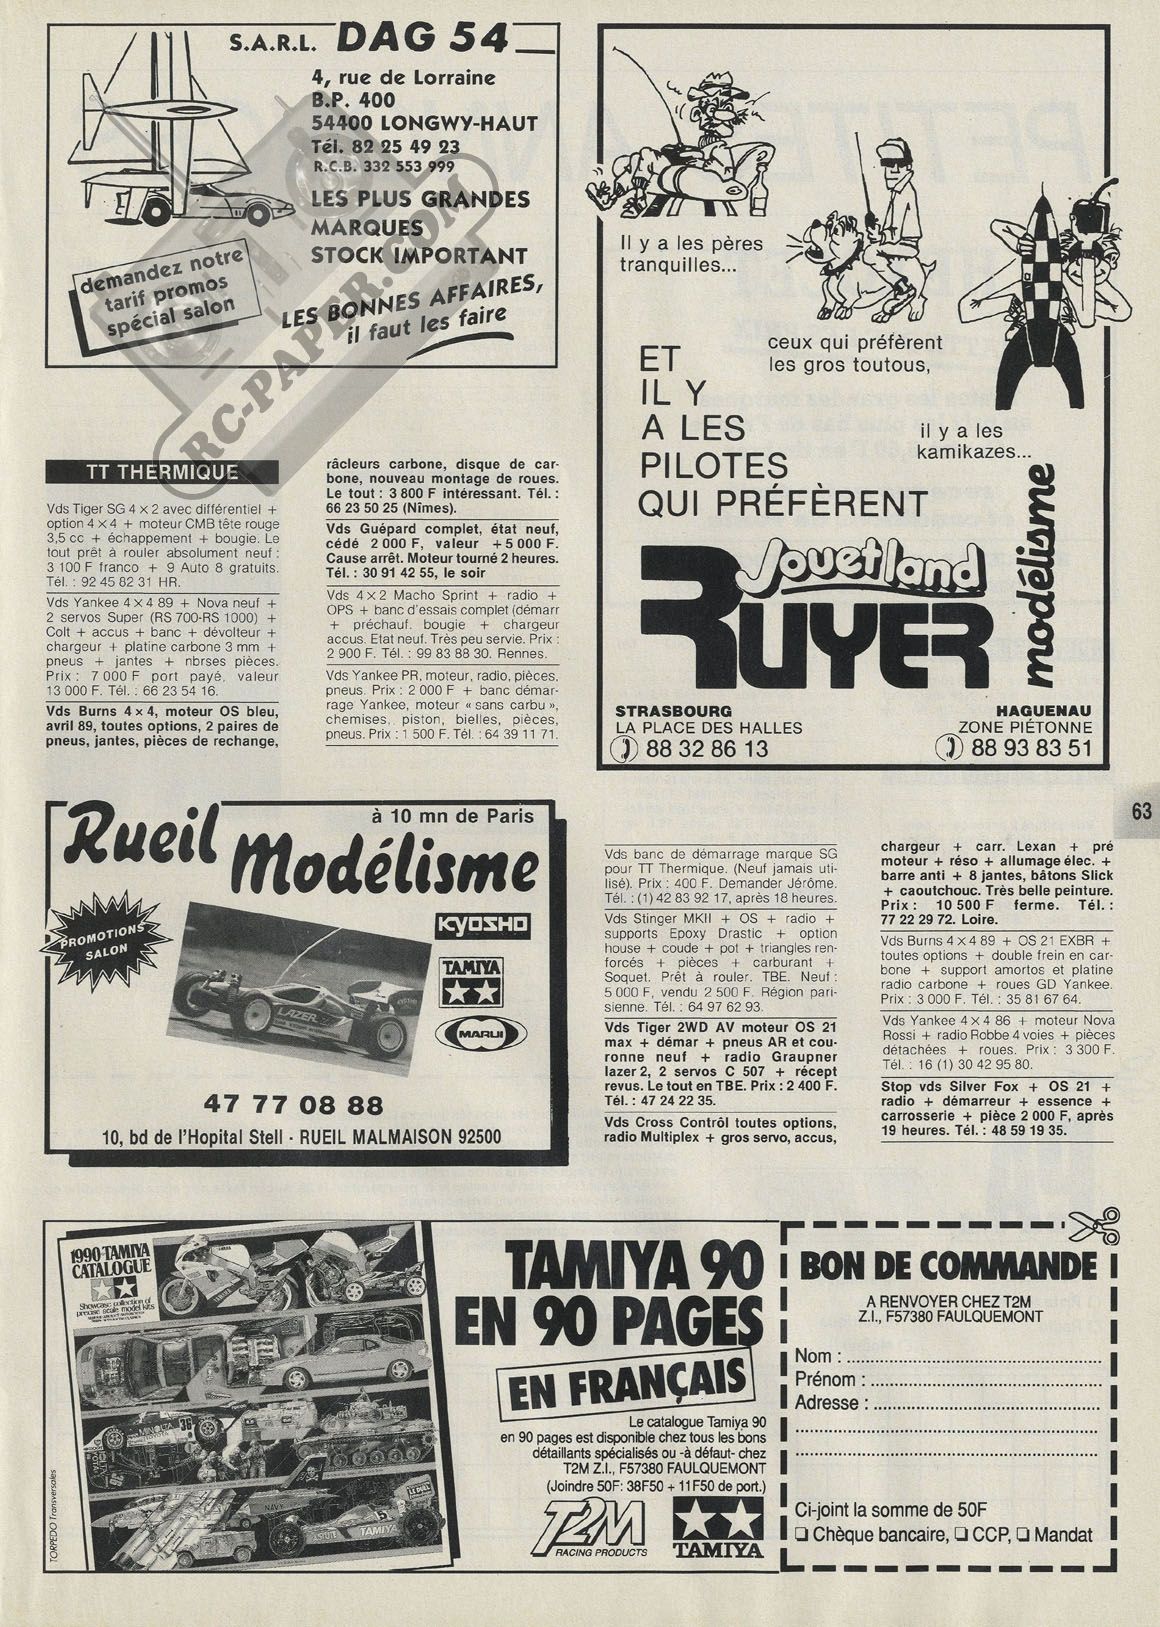 S.A.R.L. DAG 54
4, rue de Lorraine
B.P. 400
54400 LONGWY-HAUT
Tél. 82 25 49 23
R.C.B. 332 553 999
LES PLUS GRANDES
MARQUES
STOCK IMPORTANT
demandez notre
tarif promos
spécial salon
LES BONNES AFFAIRES,
il faut les faire
RC-PAPER.COM
Il y a les pères
tranquilles...
ceux qui préfèrent
les gros toutous,
il y a les
kamikazes...
ET
IL Y
A LES
PILOTES
QUI PRÉFÈRENT
Jouetland
RUYER
modélisme
STRASBOURG
LA PLACE DES HALLES
88 32 86 13
HAGUENAU
ZONE PIÉTONNE
88 93 83 51
TT THERMIQUE
Vds Tiger SG 4 × 2 avec différentiel +
option 4 × 4 + moteur CMB tête rouge
3,5 cc + échappement + bougie. Le
tout prêt à rouler absolument neuf :
3 100 F franco + 9 Auto 8 gratuits.
Tél. : 92 45 82 31 HR.
Vds Yankee 4 × 4 89 + Nova neuf +
2 servos Super (RS 700-RS 1000) +
Colt + accus + banc + dévolteur +
chargeur + platine carbone 3 mm +
pneus + jantes + nbrses pièces.
Prix : 7 000 F port payé, valeur
13 000 F. Tél. : 66 23 54 16.
Vds Burns 4 × 4, moteur OS bleu,
avril 89, toutes options, 2 paires de
pneus, jantes, pièces de rechange,
râcleurs carbone, disque de car-
bone, nouveau montage de roues.
Le tout : 3 800 F intéressant. Tél. :
66 23 50 25 (Nîmes).
Vds Guépard complet, état neuf,
cédé 2 000 F, valeur + 5 000 F.
Cause arrêt. Moteur tourné 2 heures.
Tél. : 30 91 42 55, le soir
Vds 4 × 2 Macho Sprint + radio +
OPS + banc d'essais complet (démarr
+ préchauf. bougie + chargeur
accus. Etat neuf. Très peu servie. Prix :
2 900 F. Tél. : 99 83 88 30. Rennes.
Vds Yankee PR, moteur, radio, pièces,
pneus. Prix : 2 000 F + banc démar-
rage Yankee, moteur « sans carbu »,
chemises, piston, bielles, pièces,
pneus. Prix : 1 500 F. Tél. : 64 39 11 71.
63
Rueil Modélisme
à 10 mn de Paris
PROMOTIONS
SALON
KYOSHO
TAMIYA
MARUI
LAZER
47 77 08 88
10, bd de l'Hopital Stell - RUEIL MALMAISON 92500
Vds banc de démarrage marque SG
pour TT Thermique. (Neuf jamais uti-
lisé). Prix : 400 F. Demander Jérôme.
Tél. : (1) 42 83 92 17, après 18 heures.
Vds Stinger MKII + OS + radio +
supports Epoxy Drastic + option
house + coude + pot + triangles ren-
forcés + pièces + carburant +
Soquet. Prêt à rouler. TBE. Neuf :
5 000 F, vendu 2 500 F. Région pari-
sienne. Tél. : 64 97 62 93.
Vds Tiger 2WD AV moteur OS 21
max + démar + pneus AR et cou-
ronne neuf + radio Graupner
lazer 2, 2 servos C 507 + récept
revus. Le tout en TBE. Prix : 2 400 F.
Tél. : 47 24 22 35.
Vds Cross Contrôl toutes options,
radio Multiplex + gros servo, accus,
chargeur + carr. Lexan + pré
moteur + réso + allumage élec. +
barre anti + 8 jantes, bâtons Slick
+ caoutchouc. Très belle peinture.
Prix : 10 500 F ferme. Tél. :
77 22 29 72. Loire.
Vds Burns 4 × 4 89 + OS 21 EXBR +
toutes options + double frein en car-
bone + support amortos et platine
radio carbone + roues GD Yankee.
Prix : 3 000 F. Tél. : 35 81 67 64.
Vds Yankee 4 × 4 86 + moteur Nova
Rossi + radio Robbe 4 voies + pièces
détachées + roues. Prix : 3 300 F.
Tél. : 16 (1) 30 42 95 80.
Stop vds Silver Fox + OS 21 +
radio + démarreur + essence +
carrosserie + pièce 2 000 F, après
19 heures. Tél. : 48 59 19 35.
1990 TAMIYA
CATALOGUE
Showcase collection of
precise scale model kits
MINOLTA
36
NAVY
TAMIYA
TORPEDO Transversales
TAMIYA 90
EN 90 PAGES
EN FRANÇAIS
Le catalogue Tamiya 90
en 90 pages est disponible chez tous les bons
détaillants spécialisés ou -à défaut- chez
T2M Z.I., F57380 FAULQUEMONT
(Joindre 50F: 38F50 + 11F50 de port.)
T2M
RACING PRODUCTS
TAMIYA
BON DE COMMANDE
A RENVOYER CHEZ T2M
Z.I., F57380 FAULQUEMONT
Nom :
Prénom :
Adresse :
Ci-joint la somme de 50F
❏ Chèque bancaire, ❏ CCP, ❏ Mandat